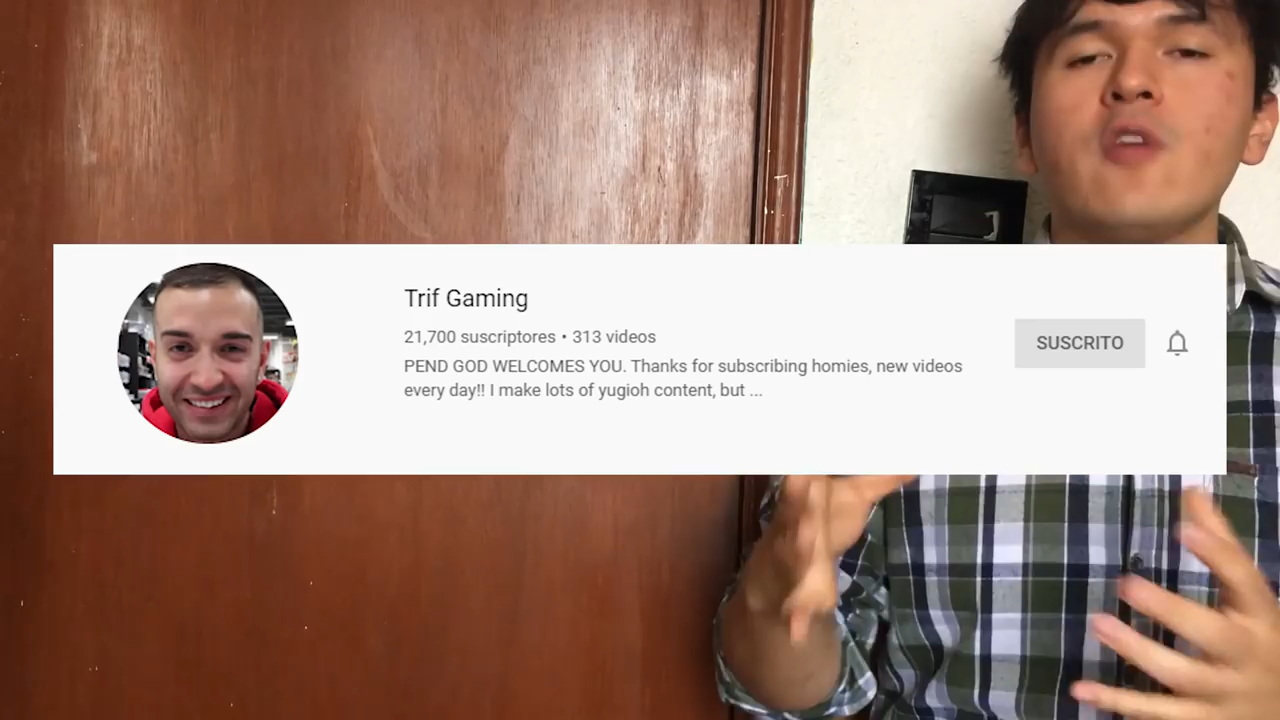 Trif Gaming
21,700 suscriptores • 313 videos
PEND GOD WELCOMES YOU. Thanks for subscribing homies, new videos
every day!! I make lots of yugioh content, but ...
SUSCRITO